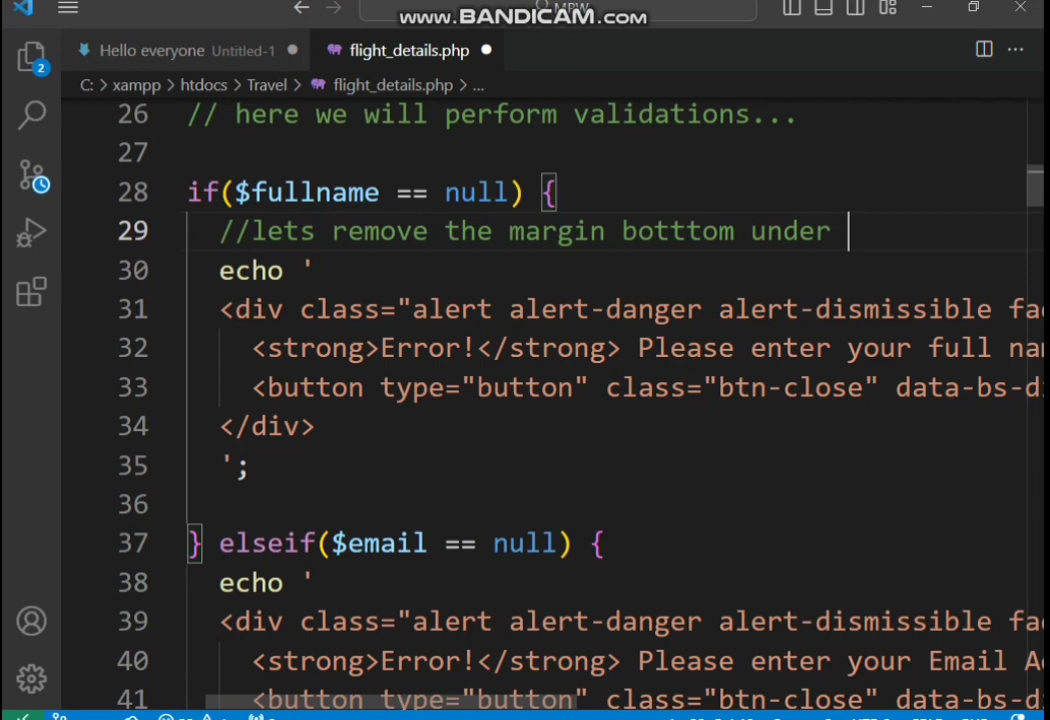 MBW
www.BANDICAM.com
Hello everyone Untitled-1
flight_details.php
C: > xampp > htdocs > Travel > flight_details.php > ...
2
26 // here we will perform validations...
27
28 if($fullname == null) {
29 //lets remove the margin botttom under
30 echo '
31 <div class="alert alert-danger alert-dismissible
32 <strong>Error!</strong> Please enter your full
33 <button type="button" class="btn-close"
34 </div>
35 ';
36
37 } elseif($email == null) {
38 echo '
39 <div class="alert alert-danger alert-dismissible
40 <strong>Error!</strong> Please enter your Email
41 <button type="button" class="btn-close"